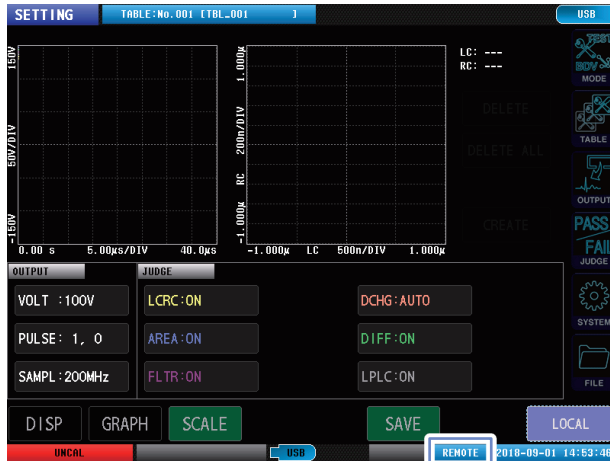 SETTING TABLE:No.001 [TBL_001 ] USB
150V
50V/DIV
-150V
0.00 s 5.00µs/DIV 40.0µs
1.000µ
200n/DIV
RC
-1.000µ
-1.000µ LC 500n/DIV 1.000µ
LC: ---
RC: ---
DELETE
DELETE ALL
CREATE
TEST
BDV
MODE
TABLE
OUTPUT
PASS
FAIL
JUDGE
SYSTEM
FILE
OUTPUT
VOLT :100V
PULSE: 1, 0
SAMPL:200MHz
JUDGE
LCRC:ON
AREA:ON
FLTR:ON
DCHG:AUTO
DIFF:ON
LPLC:ON
DISP GRAPH SCALE SAVE LOCAL
UNCAL USB REMOTE 2018-09-01 14:53:46